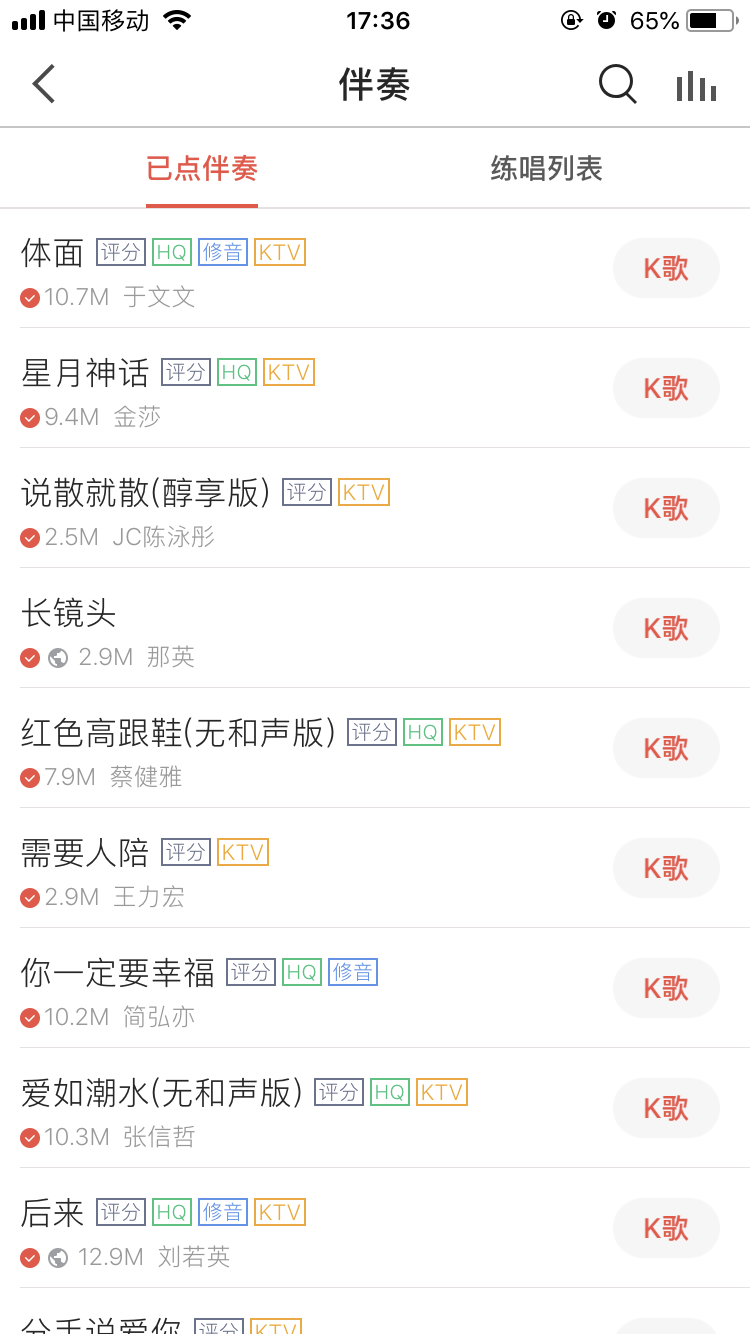 中国移动 17:36 65%
伴奏
已点伴奏 练唱列表
体面 评分 HQ 修音 KTV
10.7M 于文文 K歌
星月神话 评分 HQ KTV
9.4M 金莎 K歌
说散就散(醇享版) 评分 KTV
2.5M JC陈泳彤 K歌
长镜头
2.9M 那英 K歌
红色高跟鞋(无和声版) 评分 HQ KTV
7.9M 蔡健雅 K歌
需要人陪 评分 KTV
2.9M 王力宏 K歌
你一定要幸福 评分 HQ 修音
10.2M 简弘亦 K歌
爱如潮水(无和声版) 评分 HQ KTV
10.3M 张信哲 K歌
后来 评分 HQ 修音 KTV
12.9M 刘若英 K歌
分手说爱你 评分 KTV